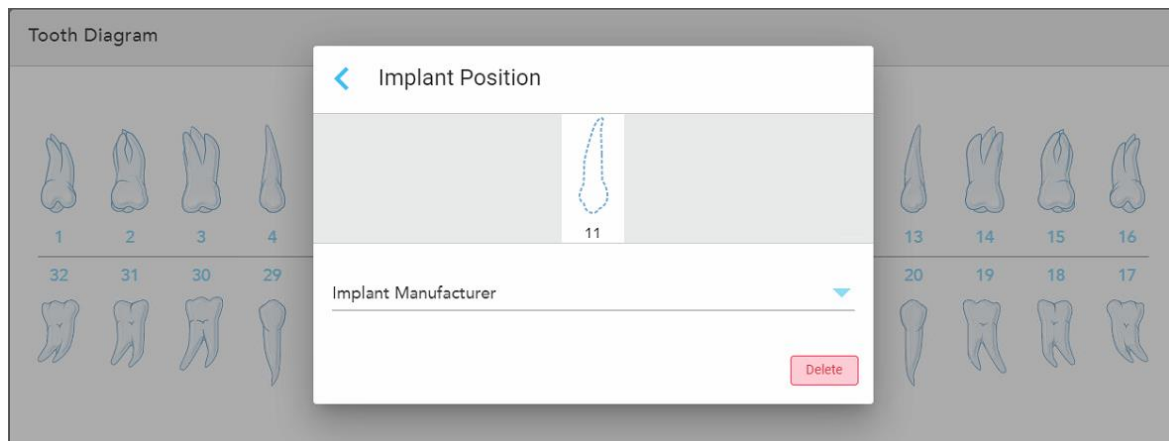 Tooth Diagram
Implant Position
11
1 2 3 4 13 14 15 16
32 31 30 29 20 19 18 17
Implant Manufacturer
Delete